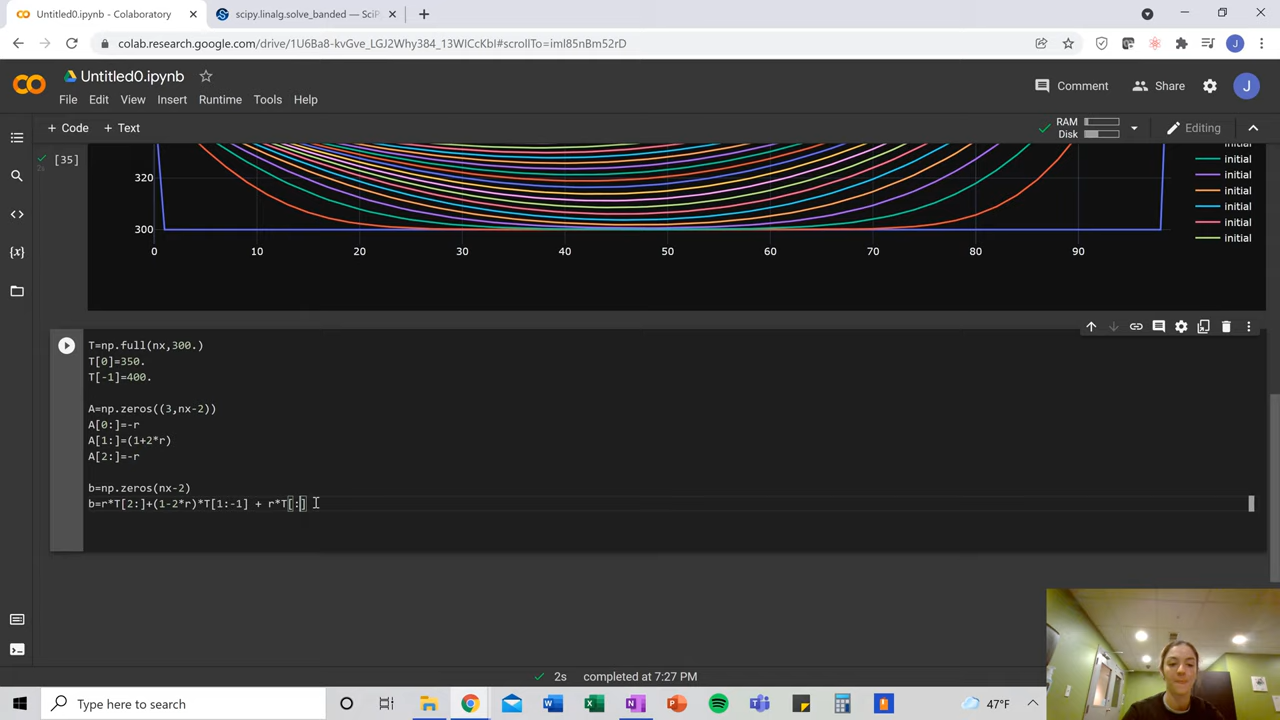 Untitled0.ipynb - Colaboratory
scipy.linalg.solve_banded — SciP
colab.research.google.com/drive/1U6Ba8-kvGve_LGJ2Why384_13WICcKbI#scrollTo=iml85nBm52rD
J
Untitled0.ipynb
Comment
Share
J
File Edit View Insert Runtime Tools Help
+ Code + Text
RAM
Disk
Editing
[35]
2s
initial
initial
initial
initial
initial
initial
initial
320
300
0 10 20 30 40 50 60 70 80 90
T=np.full(nx,300.)
T[0]=350.
T[-1]=400.
A=np.zeros((3,nx-2))
A[0:]=-r
A[1:]=(1+2*r)
A[2:]=-r
b=np.zeros(nx-2)
b=r*T[2:]+(1-2*r)*T[1:-1] + r*T[:]
2s completed at 7:27 PM
Type here to search
47°F